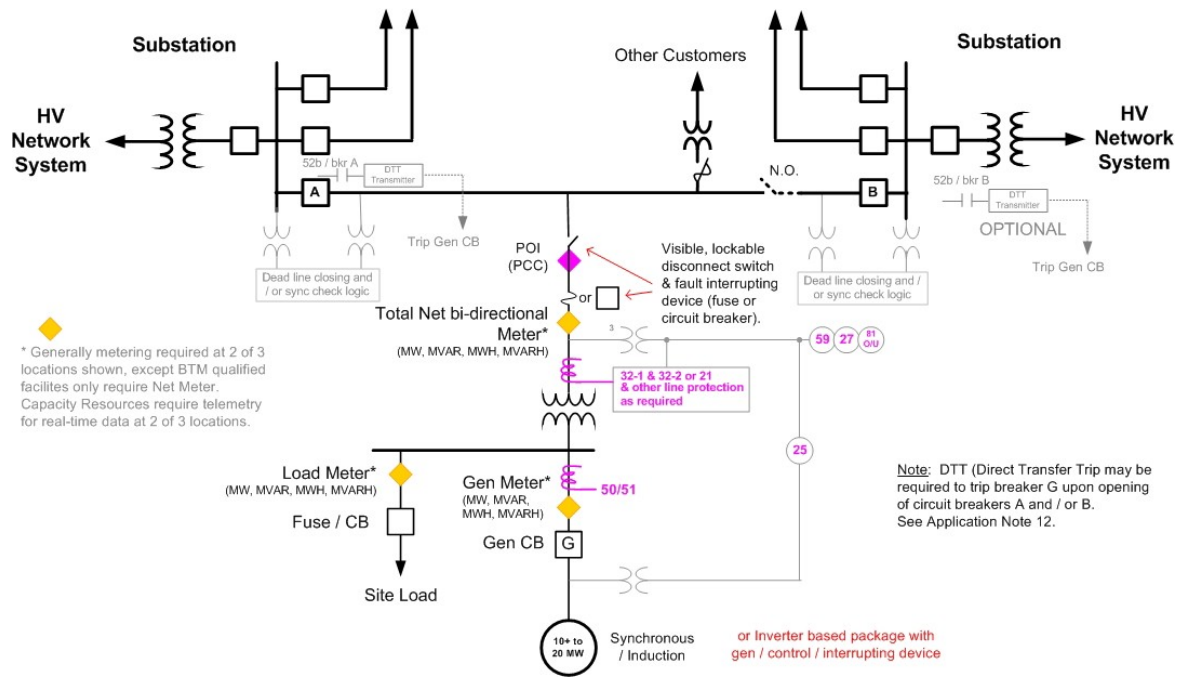 Substation
Other Customers
Substation
HV
Network
System
HV
Network
System
52b / bkr A
DTT
Transmitter
A
N.O.
B
52b / bkr B
DTT
Transmitter
OPTIONAL
Trip Gen CB
Trip Gen CB
Dead line closing and
/ or sync check logic
POI
(PCC)
Visible, lockable
disconnect switch
& fault interrupting
device (fuse or
circuit breaker).
Dead line closing and /
/ or sync check logic
or
Total Net bi-directional
Meter*
(MW, MVAR, MWH, MVARH)
3
59
27
81
O/U
* Generally metering required at 2 of 3
locations shown, except BTM qualified
facilites only require Net Meter.
Capacity Resources require telemetry
for real-time data at 2 of 3 locations.
32-1 & 32-2 or 21
& other line protection
as required
25
Load Meter*
(MW, MVAR, MWH, MVARH)
Gen Meter*
(MW, MVAR,
MWH, MVARH)
50/51
Fuse / CB
Gen CB
G
Note: DTT (Direct Transfer Trip may be
required to trip breaker G upon opening
of circuit breakers A and / or B.
See Application Note 12.
Site Load
10+ to
20 MW
Synchronous
/ Induction
or Inverter based package with
gen / control / interrupting device